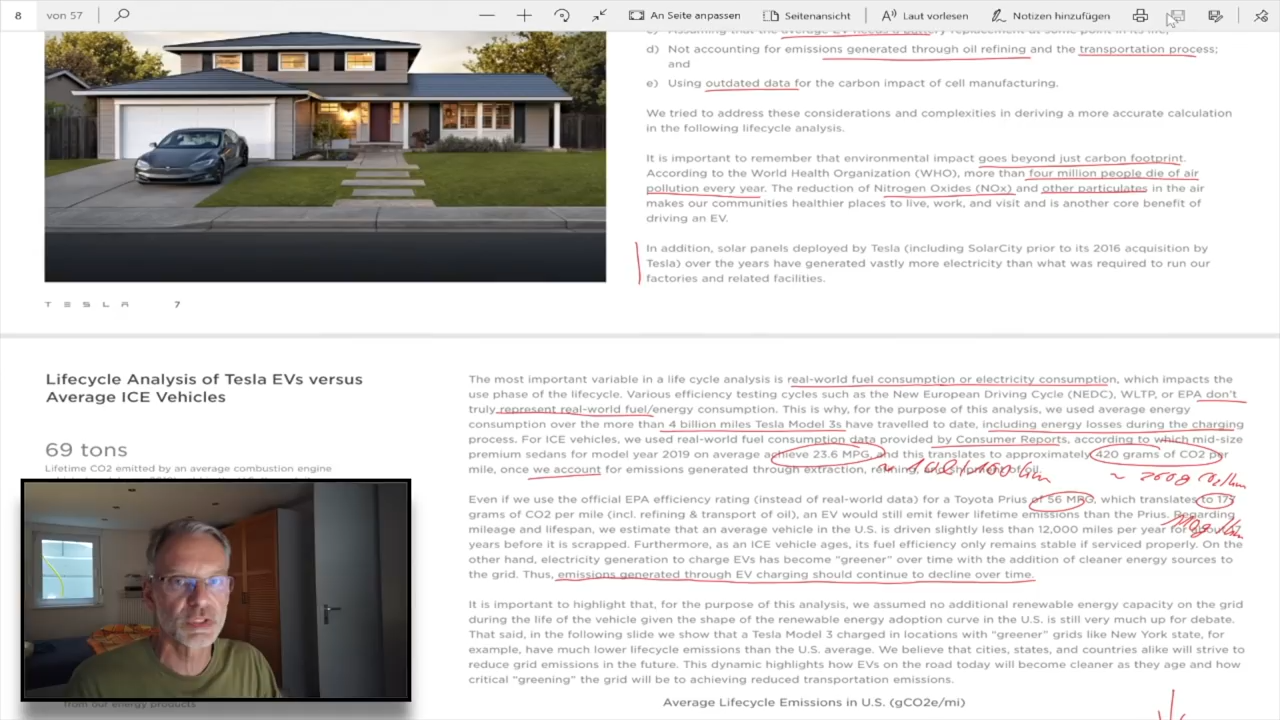 8 von 57 An Seite anpassen Seitenansicht Laut vorlesen Notizen hinzufügen
d) Not accounting for emissions generated through oil refining and the transportation process;
and
e) Using outdated data for the carbon impact of cell manufacturing.
We tried to address these considerations and complexities in deriving a more accurate calculation
in the following lifecycle analysis.
It is important to remember that environmental impact goes beyond just carbon footprint.
According to the World Health Organization (WHO), more than four million people die of air
pollution every year. The reduction of Nitrogen Oxides (NOx) and other particulates in the air
makes our communities healthier places to live, work, and visit and is another core benefit of
driving an EV.
In addition, solar panels deployed by Tesla (including SolarCity prior to its 2016 acquisition by
Tesla) over the years have generated vastly more electricity than what was required to run our
factories and related facilities.
TESLA 7
Lifecycle Analysis of Tesla EVs versus
Average ICE Vehicles
69 tons
Lifetime CO2 emitted by an average combustion engine
from our energy products
The most important variable in a life cycle analysis is real-world fuel consumption or electricity consumption, which impacts the
use phase of the lifecycle. Various efficiency testing cycles such as the New European Driving Cycle (NEDC), WLTP, or EPA don't
truly represent real-world fuel/energy consumption. This is why, for the purpose of this analysis, we used average energy
consumption over the more than 4 billion miles Tesla Model 3s have travelled to date, including energy losses during the charging
process. For ICE vehicles, we used real-world fuel consumption data provided by Consumer Reports, according to which mid-size
premium sedans for model year 2019 on average achieve 23.6 MPG, and this translates to approximately 420 grams of CO2 per
mile, once we account for emissions generated through extraction, refining, of oil.
Even if we use the official EPA efficiency rating (instead of real-world data) for a Toyota Prius of 56 MPG, which translates to 177
grams of CO2 per mile (incl. refining & transport of oil), an EV would still emit fewer lifetime emissions than the Prius. Regarding
mileage and lifespan, we estimate that an average vehicle in the U.S. is driven slightly less than 12,000 miles per year for
years before it is scrapped. Furthermore, as an ICE vehicle ages, its fuel efficiency only remains stable if serviced properly. On the
other hand, electricity generation to charge EVs has become “greener” over time with the addition of cleaner energy sources to
the grid. Thus, emissions generated through EV charging should continue to decline over time.
It is important to highlight that, for the purpose of this analysis, we assumed no additional renewable energy capacity on the grid
during the life of the vehicle given the shape of the renewable energy adoption curve in the U.S. is still very much up for debate.
That said, in the following slide we show that a Tesla Model 3 charged in locations with “greener” grids like New York state, for
example, have much lower lifecycle emissions than the U.S. average. We believe that cities, states, and countries alike will strive to
reduce grid emissions in the future. This dynamic highlights how EVs on the road today will become cleaner as they age and how
critical “greening” the grid will be to achieving reduced transportation emissions.
Average Lifecycle Emissions in U.S. (gCO2e/mi)